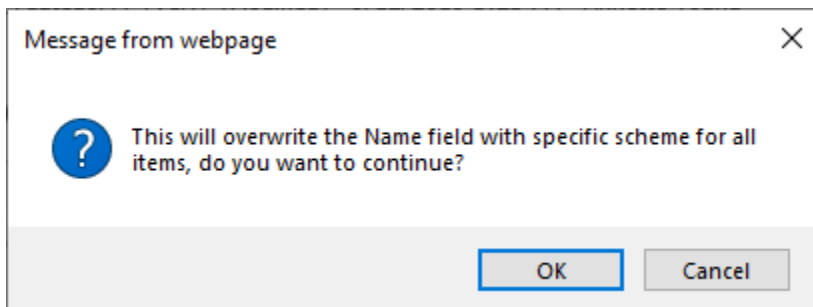 Message from webpage
This will overwrite the Name field with specific scheme for all
items, do you want to continue?
OK
Cancel